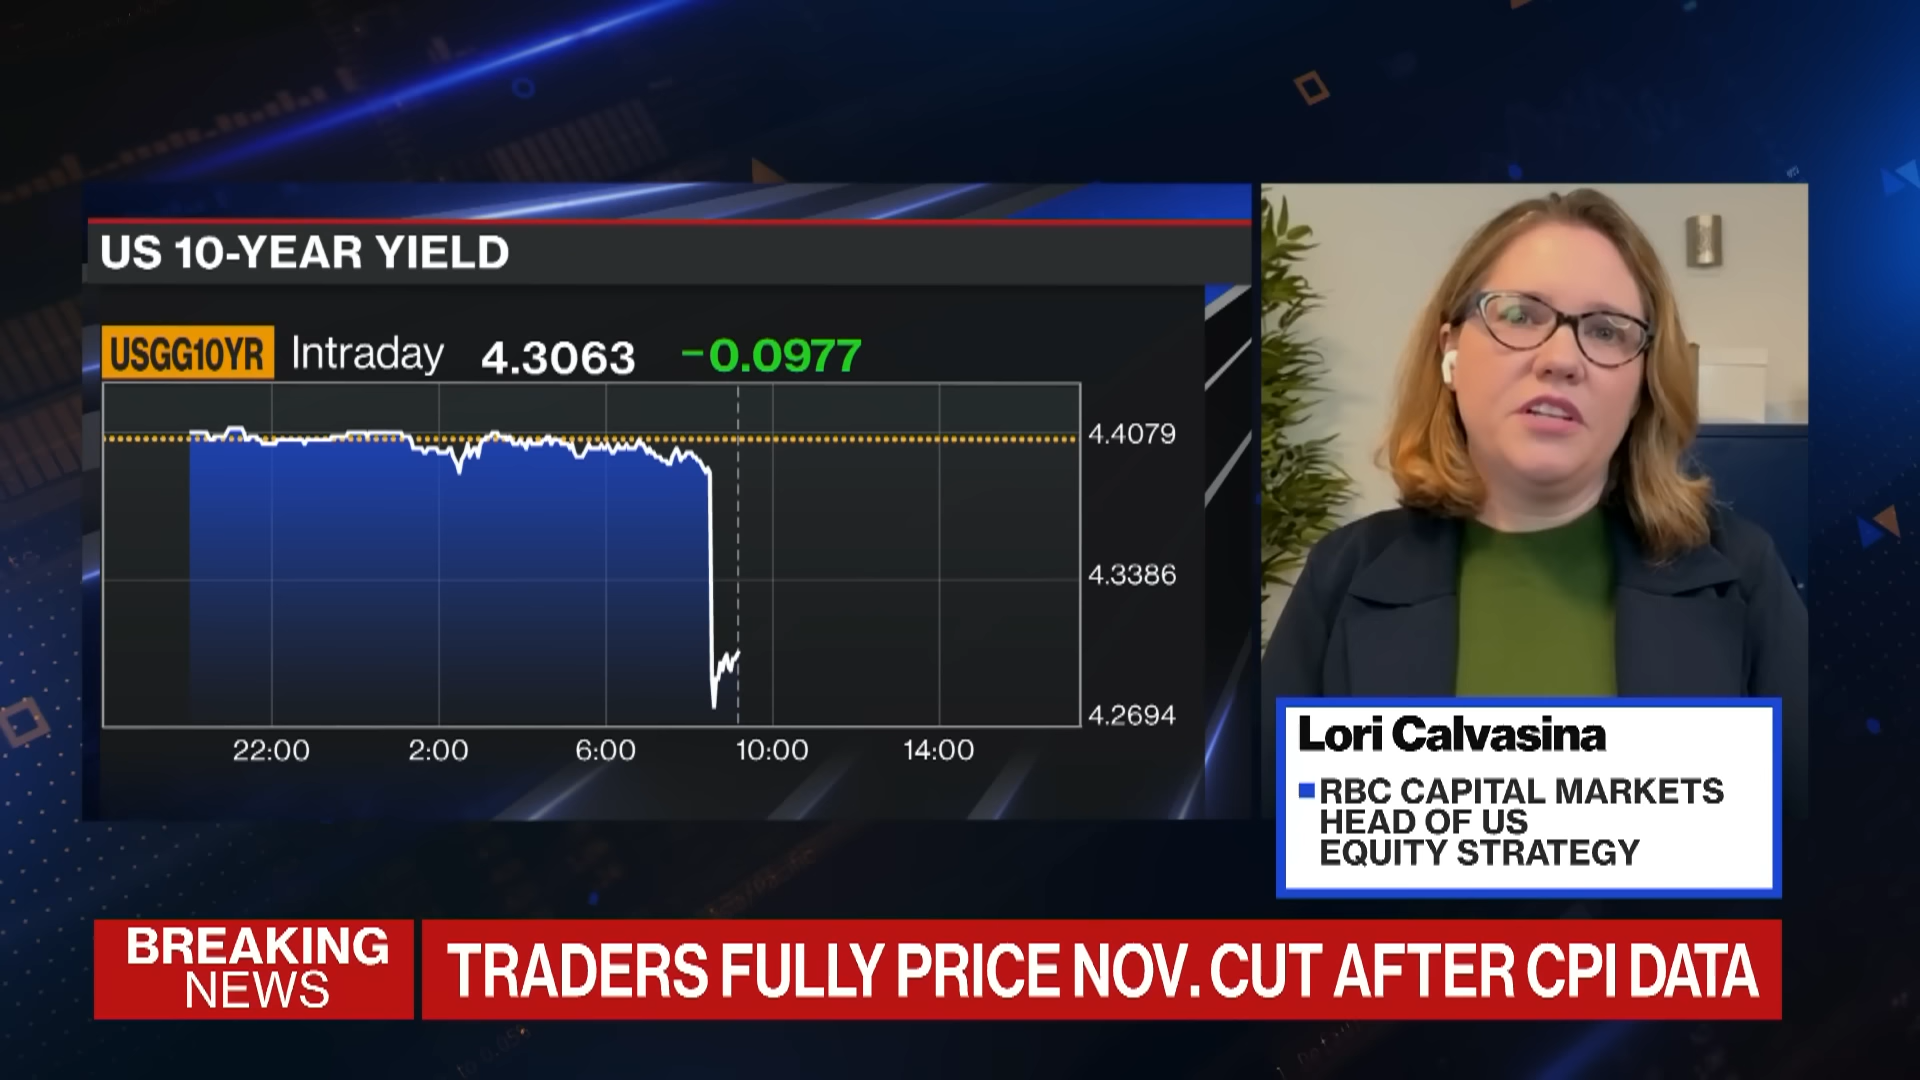 US 10-YEAR YIELD
USGG10YR Intraday 4.3063 -0.0977
4.4079
4.3386
4.2694
22:00 2:00 6:00 10:00 14:00
Lori Calvasina
RBC CAPITAL MARKETS
HEAD OF US
EQUITY STRATEGY
BREAKING
NEWS
TRADERS FULLY PRICE NOV. CUT AFTER CPI DATA